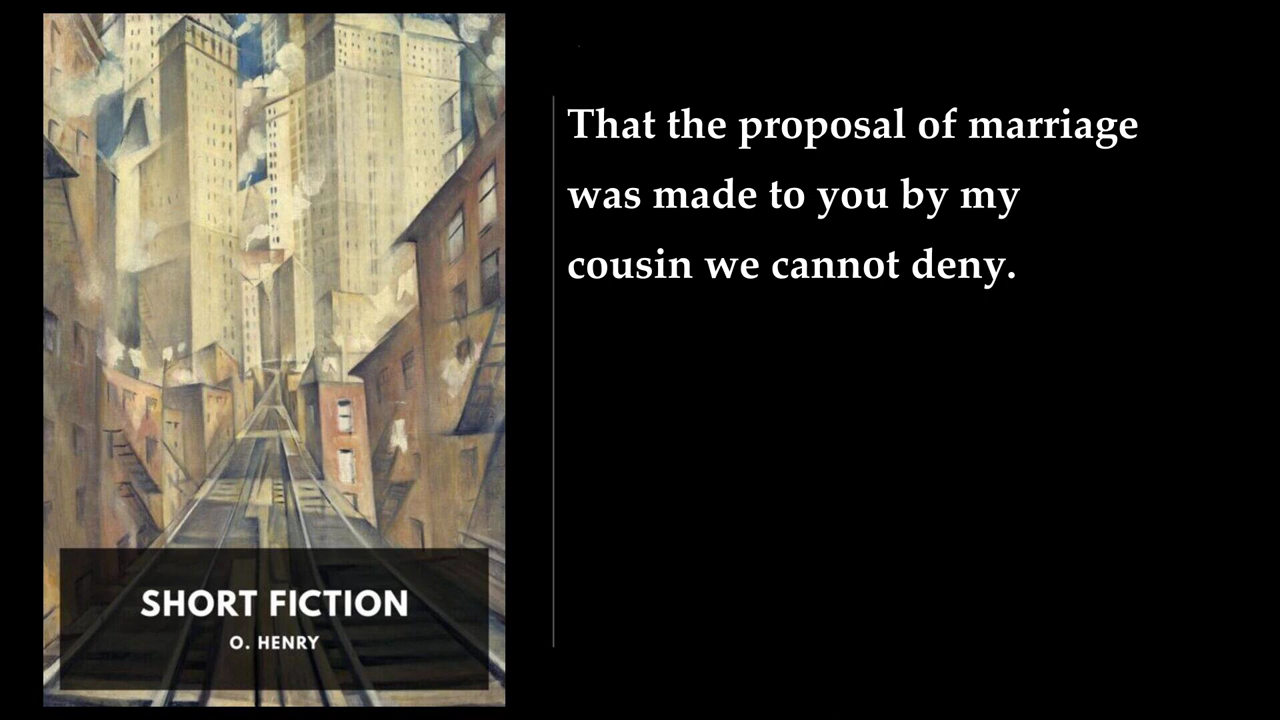 SHORT FICTION
O. HENRY
That the proposal of marriage
was made to you by my
cousin we cannot deny.